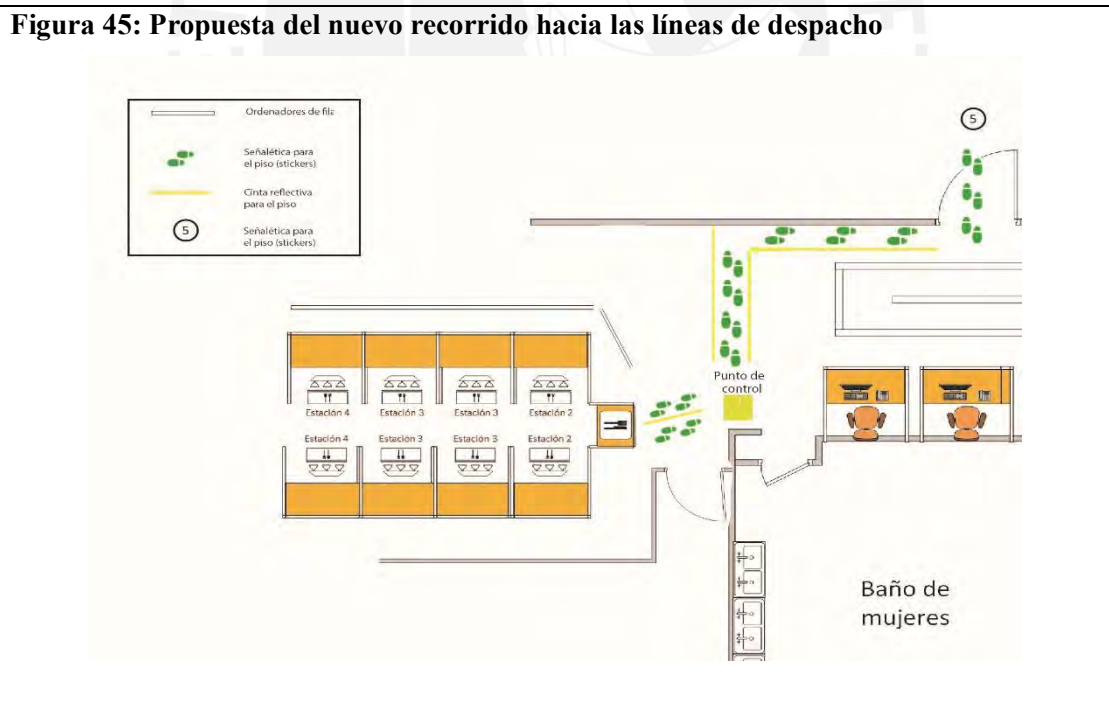 Figura 45: Propuesta del nuevo recorrido hacia las líneas de despacho
Ordenadores de fila
Señalética para
el piso (stickers)
Cinta reflectiva
para el piso
5
Señalética para
el piso (stickers)
5
Punto de
control
Estación 4 Estación 3 Estación 3 Estación 2
Estación 4 Estación 3 Estación 3 Estación 2
Baño de
mujeres